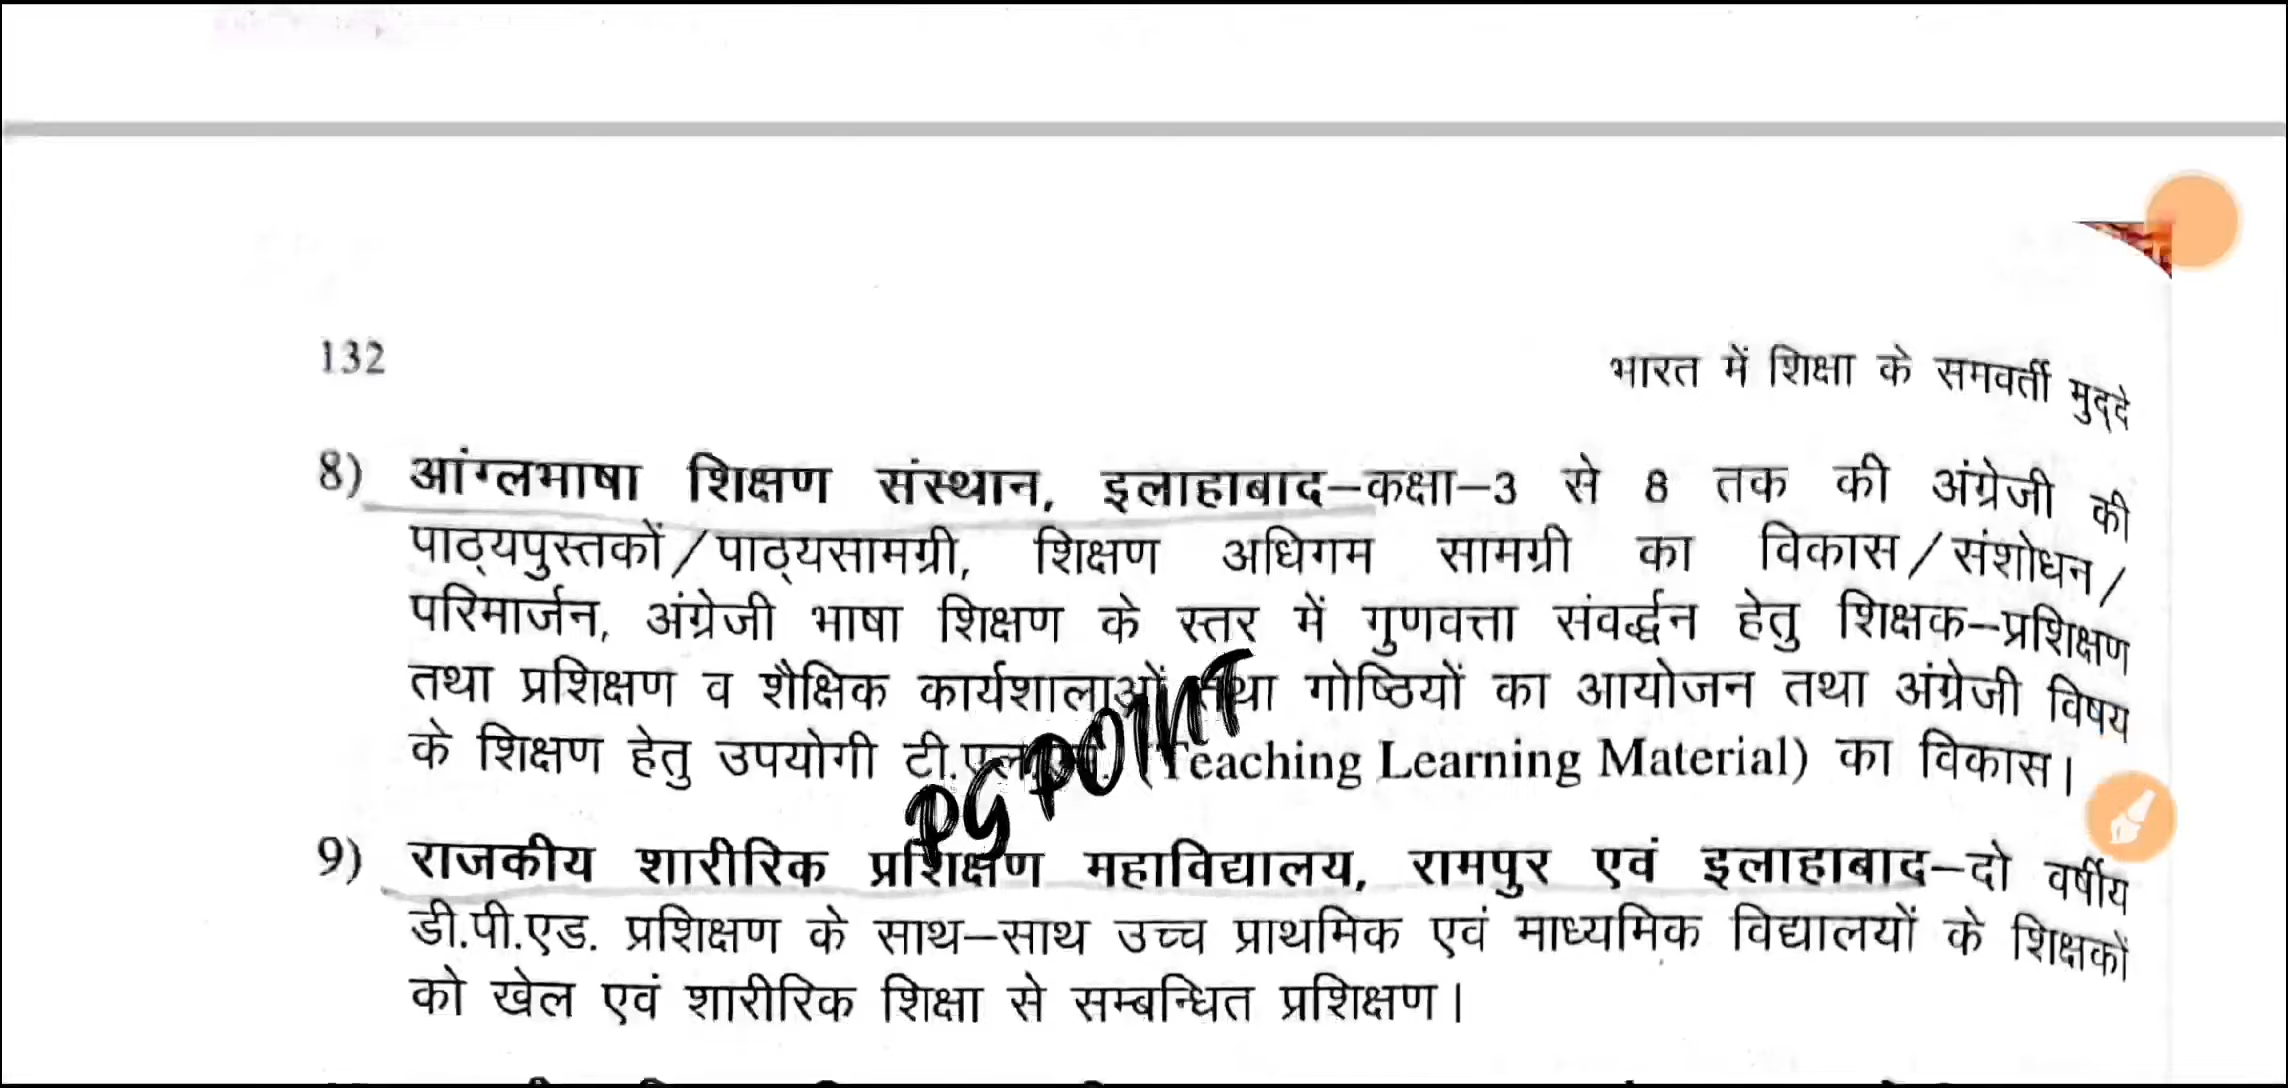 132
भारत में शिक्षा के समवर्ती मुद्दे
8) आंग्लभाषा शिक्षण संस्थान, इलाहाबाद–कक्षा–3 से 8 तक की अंग्रेजी की
पाठ्यपुस्तकों/पाठ्यसामग्री, शिक्षण अधिगम सामग्री का विकास/संशोधन/
परिमार्जन, अंग्रेजी भाषा शिक्षण के स्तर में गुणवत्ता संवर्द्धन हेतु शिक्षक–प्रशिक्षण
तथा प्रशिक्षण व शैक्षिक कार्यशालाओं तथा गोष्ठियों का आयोजन तथा अंग्रेजी विषय
के शिक्षण हेतु उपयोगी (Teaching Learning Material) का विकास।
PG POINT
9) राजकीय शारीरिक प्रशिक्षण महाविद्यालय, रामपुर एवं इलाहाबाद–दो वर्षीय
डी.पी.एड. प्रशिक्षण के साथ–साथ उच्च प्राथमिक एवं माध्यमिक विद्यालयों के शिक्षकों
को खेल एवं शारीरिक शिक्षा से सम्बन्धित प्रशिक्षण।